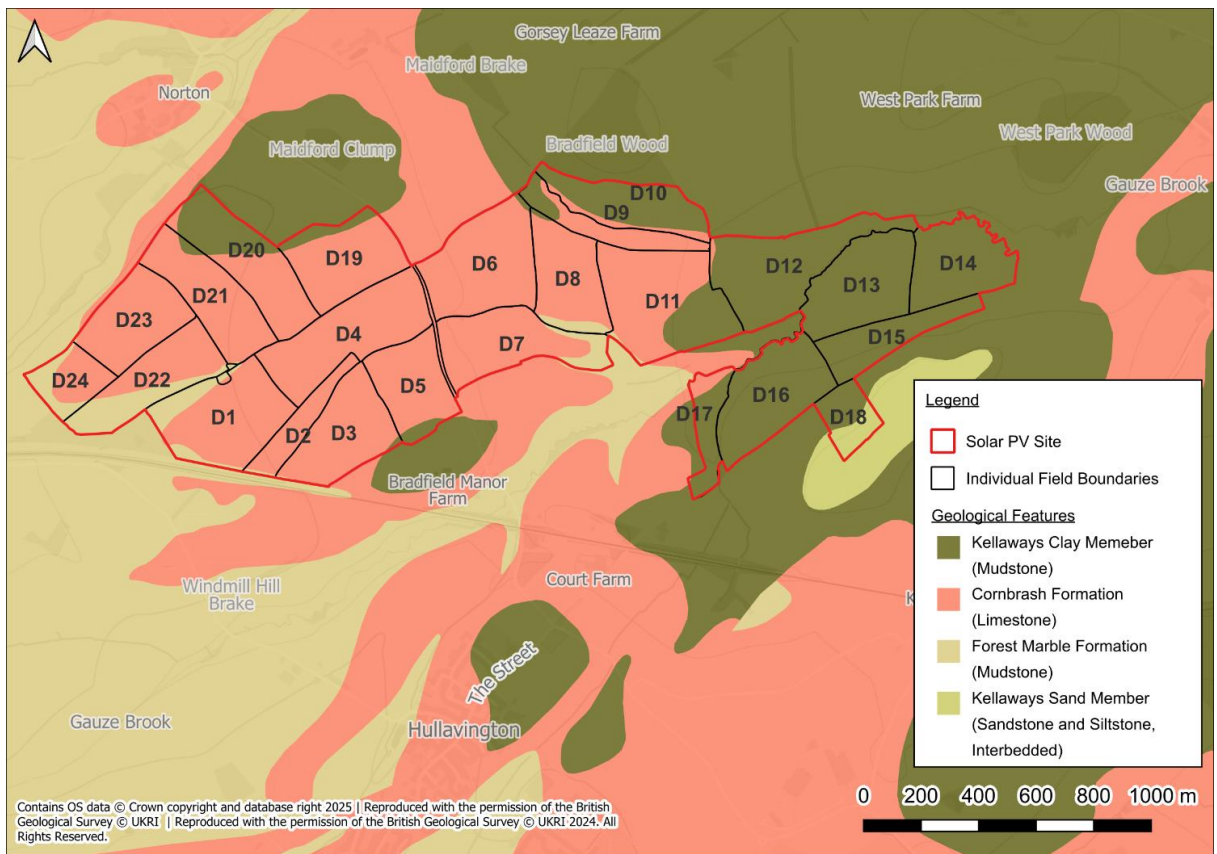 Gorsey Leaze Farm
Maidford Brake
Norton
West Park Farm
West Park Wood
Maidford Clump
Bradfield Wood
Gauze Brook
D10
D9
D20
D19
D6
D12
D14
D13
D21
D8
D11
D23
D4
D7
D15
D24
D22
D5
D16
D1
D17
D18
D2
D3
Bradfield Manor
Farm
Windmill Hill
Brake
Court Farm
K
The Street
Gauze Brook
Hullavington
Legend
Solar PV Site
Individual Field Boundaries
Geological Features
Kellaways Clay Memeber
(Mudstone)
Cornbrash Formation
(Limestone)
Forest Marble Formation
(Mudstone)
Kellaways Sand Member
(Sandstone and Siltstone,
Interbedded)
0 200 400 600 800 1000 m
Contains OS data © Crown copyright and database right 2025 | Reproduced with the permission of the British
Geological Survey © UKRI | Reproduced with the permission of the British Geological Survey © UKRI 2024. All
Rights Reserved.